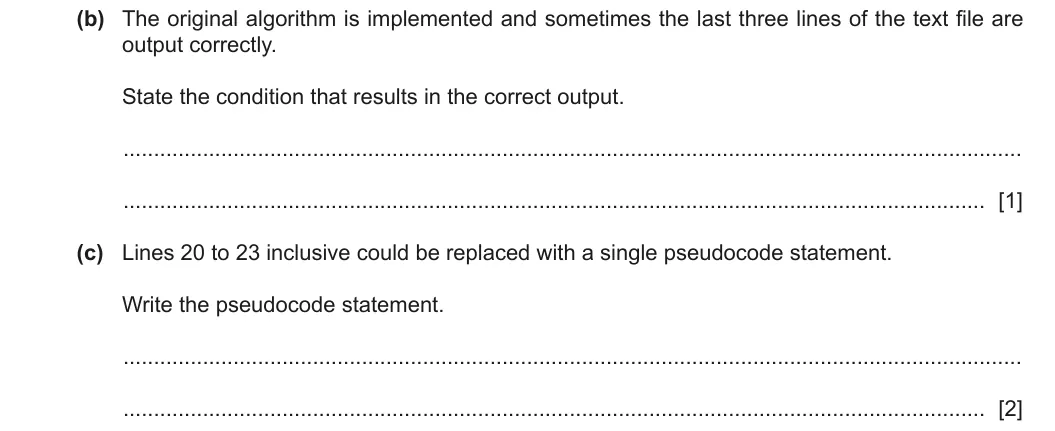 (b) The original algorithm is implemented and sometimes the last three lines of the text file are
output correctly.
State the condition that results in the correct output.
..........................................................................................................................................
.......................................................................................................................................... [1]
(c) Lines 20 to 23 inclusive could be replaced with a single pseudocode statement.
Write the pseudocode statement.
..........................................................................................................................................
.......................................................................................................................................... [2]